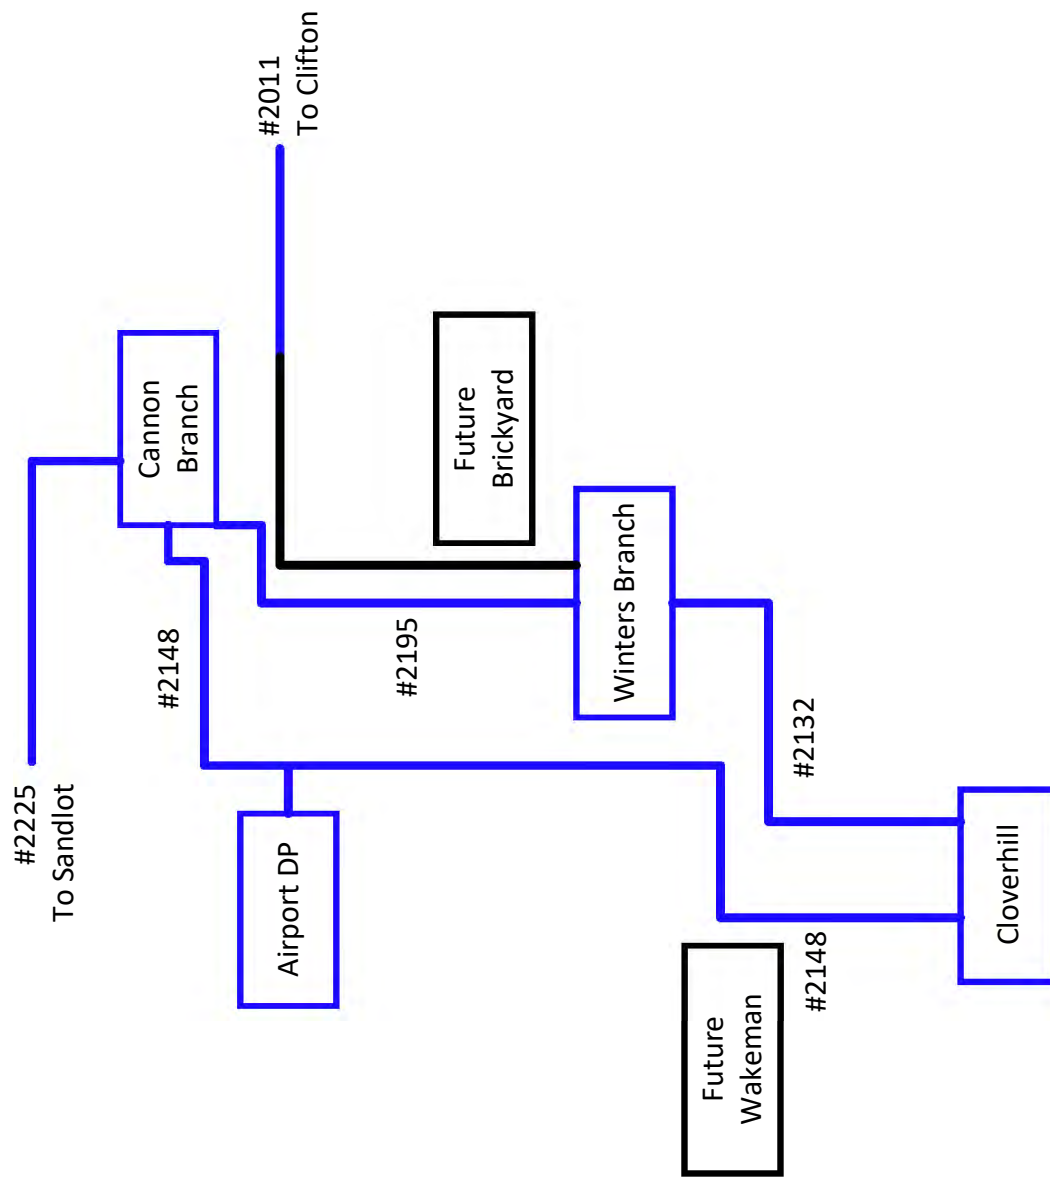 #2225
To Sandlot
Cannon
Branch
#2011
To Clifton
#2148
Airport DP
#2195
Future
Brickyard
Winters Branch
#2132
Future
Wakeman
#2148
Cloverhill